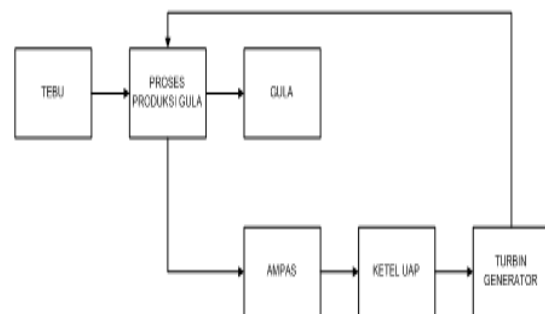 TEBU
PROSES
PRODUKSI GULA
GULA
AMPAS
KETEL UAP
TURBIN
GENERATOR